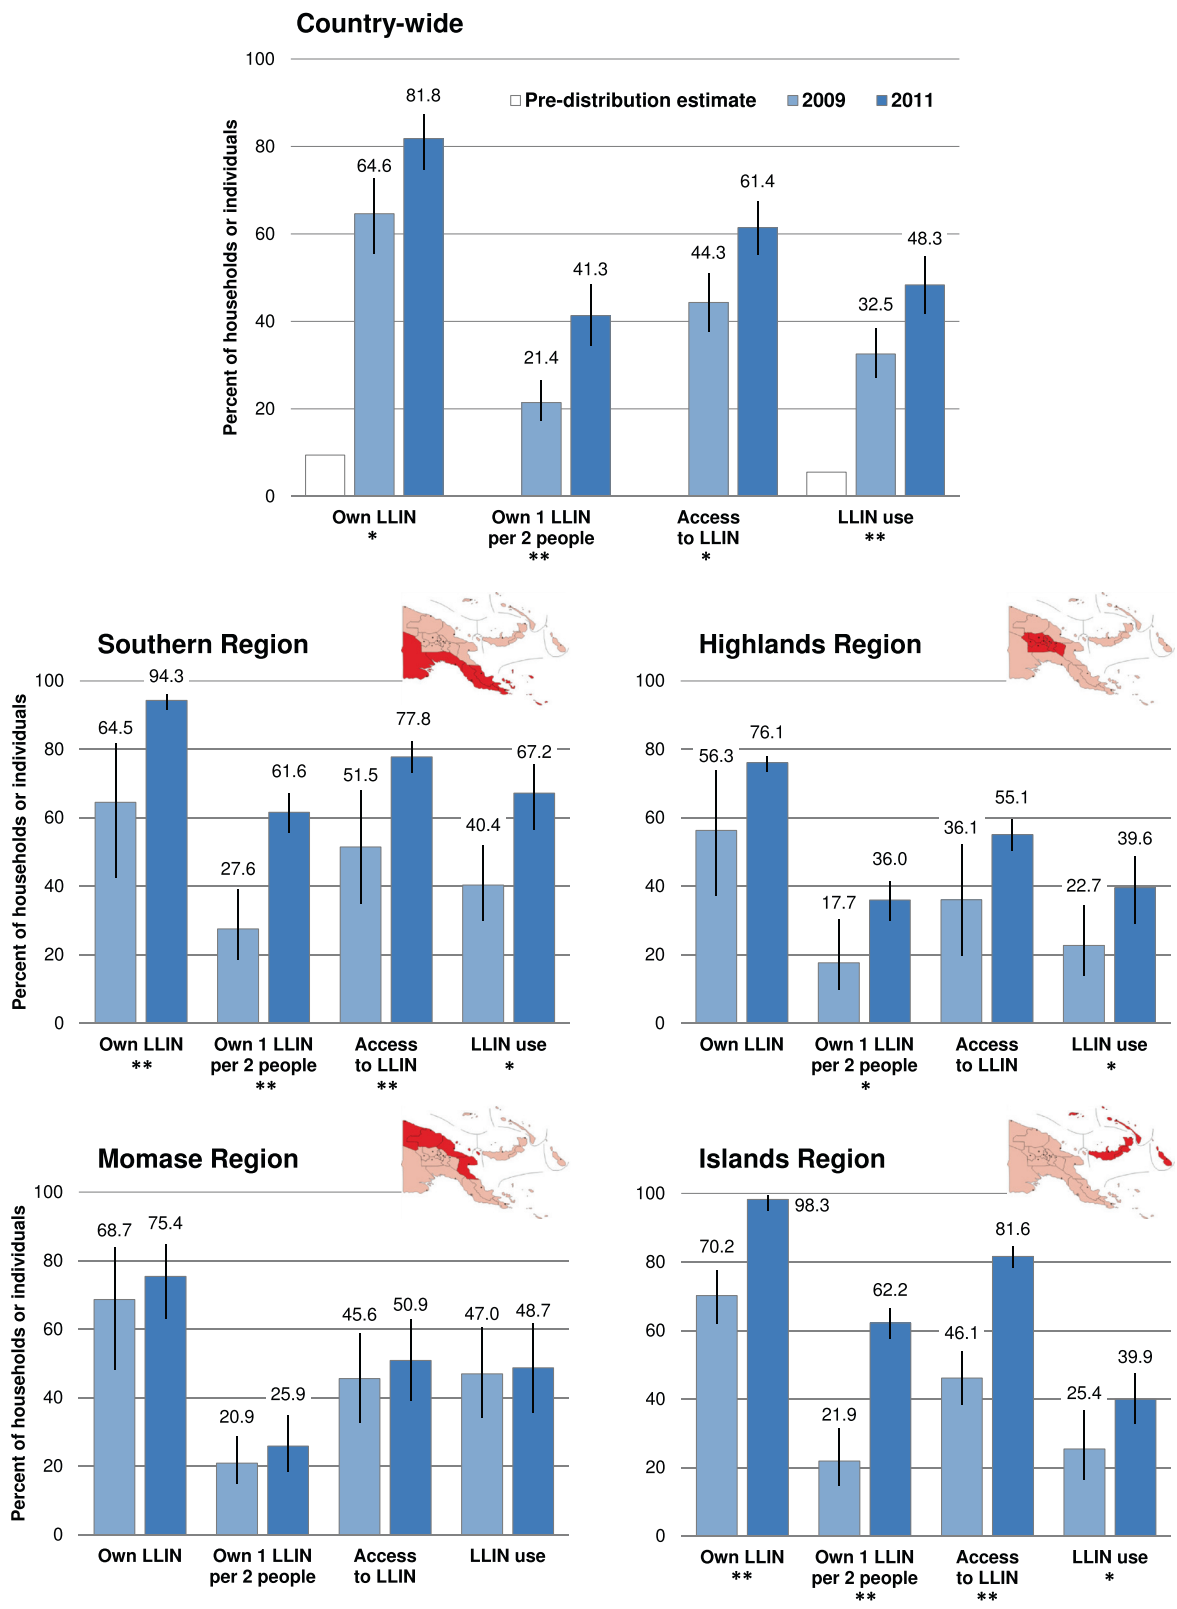 Country-wide
Percent of households or individuals
100
80
60
40
20
0
Pre-distribution estimate 2009 2011
64.6 81.8
21.4 41.3
44.3 61.4
32.5 48.3
Own LLIN
*
Own 1 LLIN
per 2 people
**
Access
to LLIN
*
LLIN use
**
Southern Region
Percent of households or individuals
100
80
60
40
20
0
64.5 94.3
27.6 61.6
51.5 77.8
40.4 67.2
Own LLIN
**
Own 1 LLIN
per 2 people
**
Access
to LLIN
**
LLIN use
*
Highlands Region
100
80
60
40
20
0
56.3 76.1
17.7 36.0
36.1 55.1
22.7 39.6
Own LLIN
Own 1 LLIN
per 2 people
*
Access
to LLIN
LLIN use
*
Momase Region
Percent of households or individuals
100
80
60
40
20
0
68.7 75.4
20.9 25.9
45.6 50.9
47.0 48.7
Own LLIN
Own 1 LLIN
per 2 people
Access
to LLIN
LLIN use
Islands Region
100
80
60
40
20
0
70.2 98.3
21.9 62.2
46.1 81.6
25.4 39.9
Own LLIN
**
Own 1 LLIN
per 2 people
**
Access
to LLIN
**
LLIN use
*